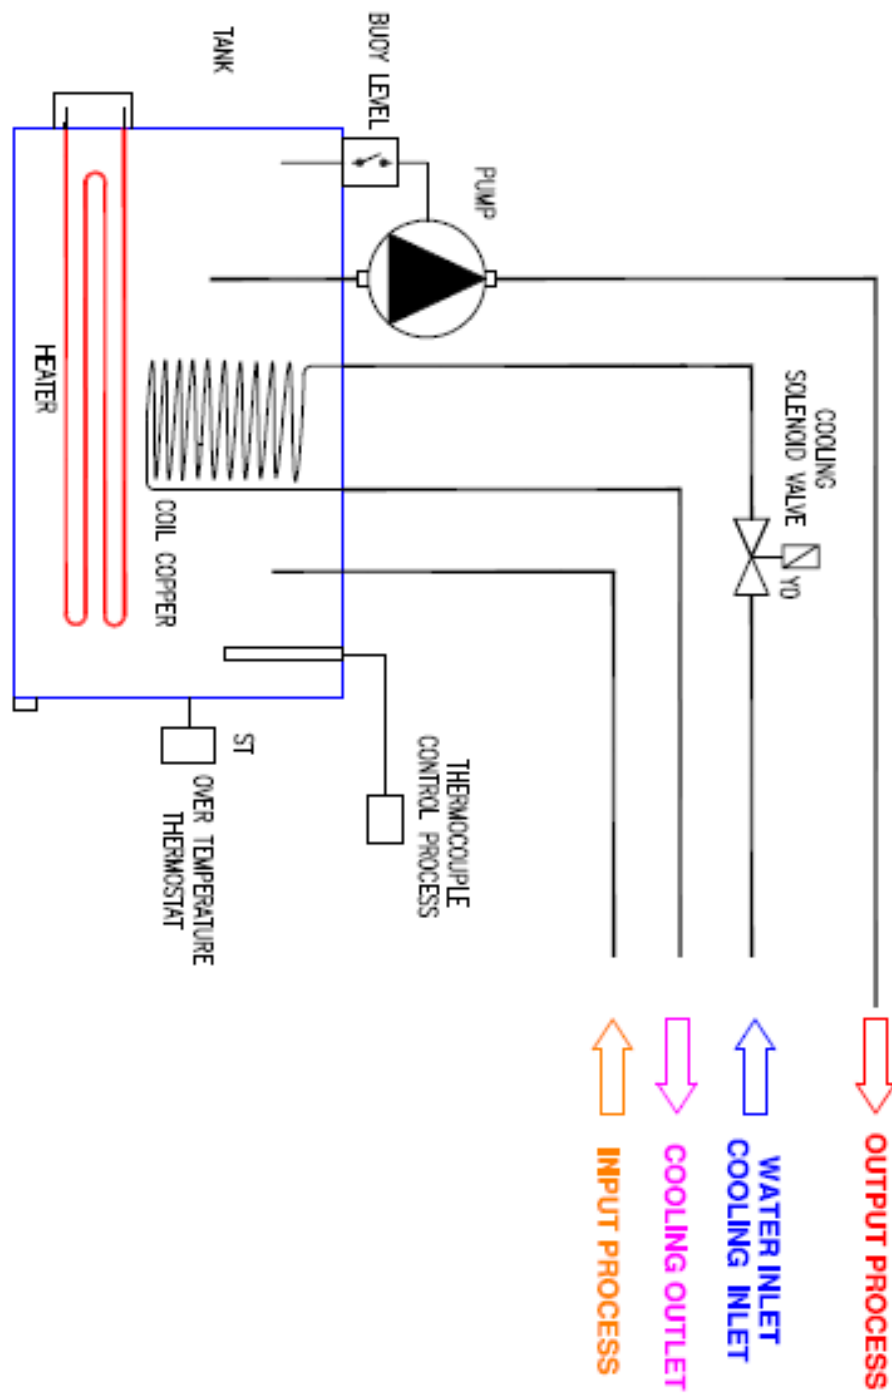 OUTPUT PROCESS
WATER INLET
COOLING INLET
COOLING OUTLET
INPUT PROCESS
COOLING
SOLENOID VALVE
YD
PUMP
BUOY LEVEL
TANK
HEATER
COIL COPPER
THERMOCOUPLE
CONTROL PROCESS
ST
OVER TEMPERATURE
THERMOSTAT